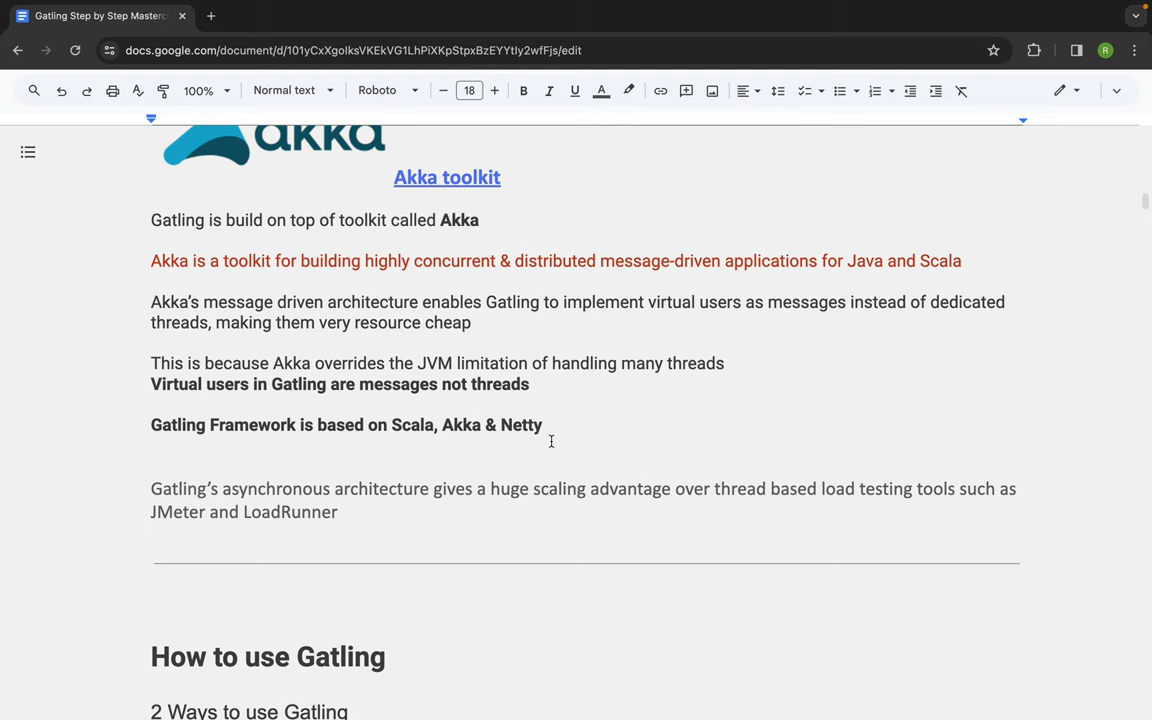 Gatling Step by Step Masterc
docs.google.com/document/d/101yCxXgolksVKEkVG1LhPiXKpStpxBzEYYtly2wfFjs/edit
R
100%
Normal text
Roboto
18
akka
Akka toolkit
Gatling is build on top of toolkit called Akka
Akka is a toolkit for building highly concurrent & distributed message-driven applications for Java and Scala
Akka's message driven architecture enables Gatling to implement virtual users as messages instead of dedicated
threads, making them very resource cheap
This is because Akka overrides the JVM limitation of handling many threads
Virtual users in Gatling are messages not threads
Gatling Framework is based on Scala, Akka & Netty
Gatling's asynchronous architecture gives a huge scaling advantage over thread based load testing tools such as
JMeter and LoadRunner
How to use Gatling
2 Ways to use Gatling